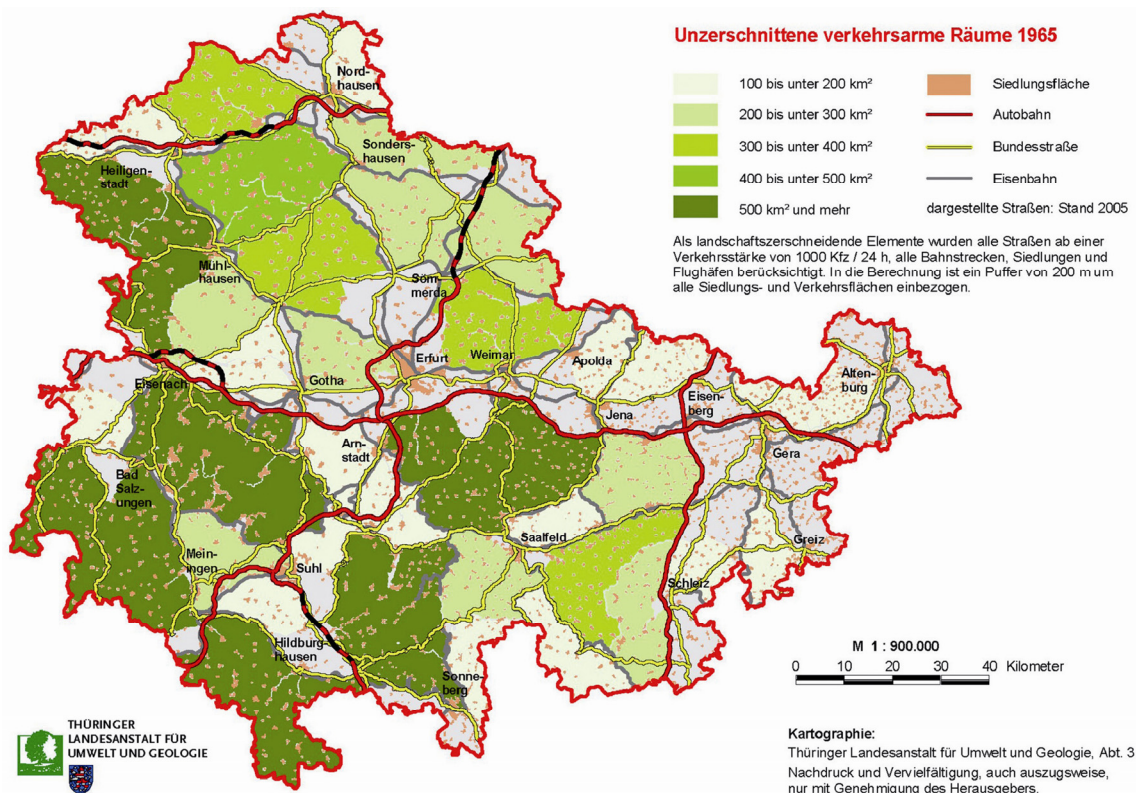 Unzerschnittene verkehrsarme Räume 1965
100 bis unter 200 km²
200 bis unter 300 km²
300 bis unter 400 km²
400 bis unter 500 km²
500 km² und mehr
Siedlungsfläche
Autobahn
Bundesstraße
Eisenbahn
dargestellte Straßen: Stand 2005
Als landschaftszerschneidende Elemente wurden alle Straßen ab einer
Verkehrsstärke von 1000 Kfz / 24 h, alle Bahnstrecken, Siedlungen und
Flughäfen berücksichtigt. In die Berechnung ist ein Puffer von 200 m um
alle Siedlungs- und Verkehrsflächen einbezogen.
Nord-
hausen
Sonders-
hausen
Heiligen-
stadt
Mühl-
hausen
Söm-
merda
Erfurt
Weimar
Apolda
Eisenach
Gotha
Jena
Eisen-
berg
Alten-
burg
Gera
Arn-
stadt
Bad
Salz-
ungen
Saalfeld
Greiz
Mei-
ningen
Suhl
Schleiz
Hildburg-
hausen
Sonne-
berg
M 1 : 900.000
0 10 20 30 40 Kilometer
THÜRINGER
LANDESANSTALT FÜR
UMWELT UND GEOLOGIE
Kartographie:
Thüringer Landesanstalt für Umwelt und Geologie, Abt. 3
Nachdruck und Vervielfältigung, auch auszugsweise,
nur mit Genehmigung des Herausgebers.